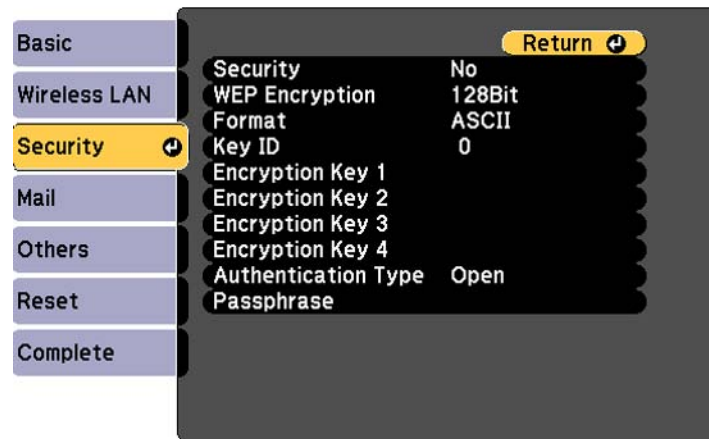 Basic
Wireless LAN
Security
Mail
Others
Reset
Complete
Return
Security No
WEP Encryption 128Bit
Format ASCII
Key ID 0
Encryption Key 1
Encryption Key 2
Encryption Key 3
Encryption Key 4
Authentication Type Open
Passphrase